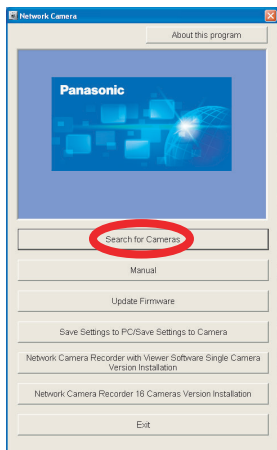 Network Camera
About this program
Panasonic
Search for Cameras
Manual
Update Firmware
Save Settings to PC/Save Settings to Camera
Network Camera Recorder with Viewer Software Single Camera
Version Installation
Network Camera Recorder 16 Cameras Version Installation
Exit